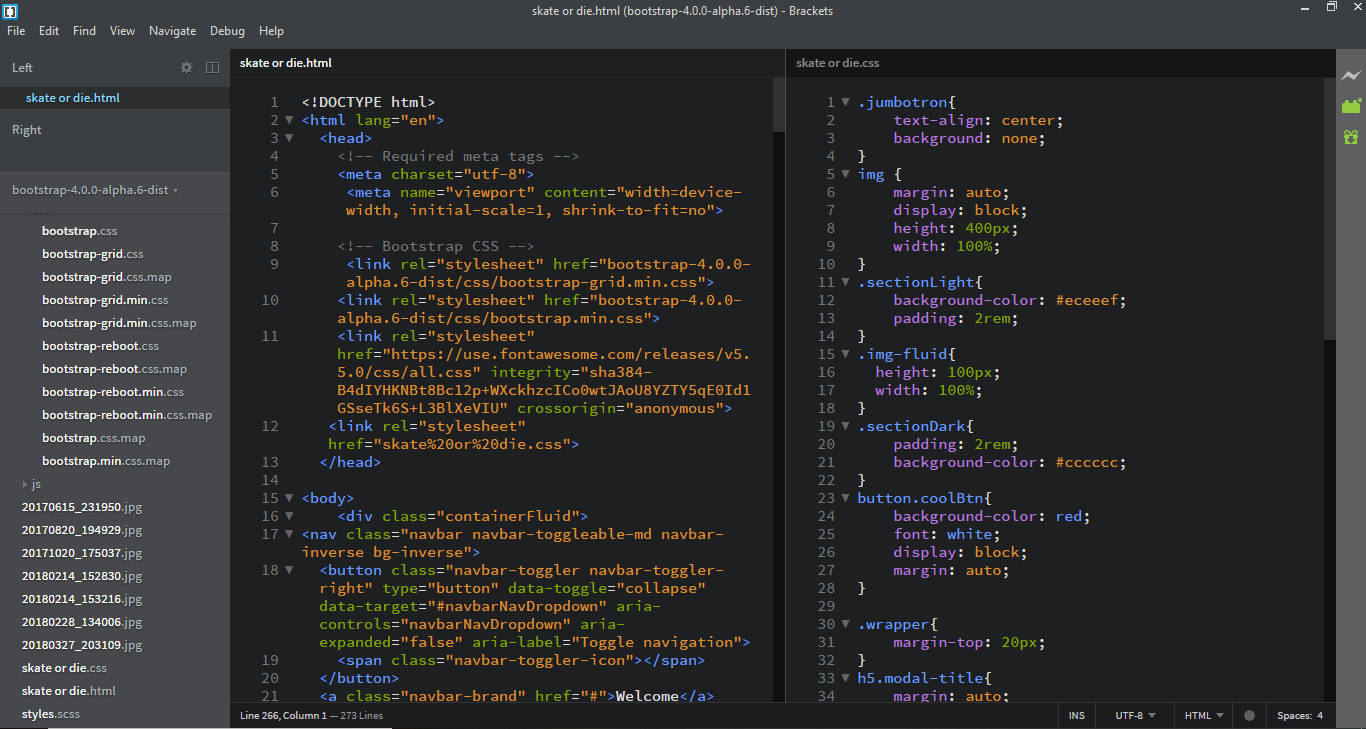 skate or die.html (bootstrap-4.0.0-alpha.6-dist) - Brackets
File Edit Find View Navigate Debug Help
Left
skate or die.html
Right
bootstrap-4.0.0-alpha.6-dist
bootstrap.css
bootstrap-grid.css
bootstrap-grid.css.map
bootstrap-grid.min.css
bootstrap-grid.min.css.map
bootstrap-reboot.css
bootstrap-reboot.css.map
bootstrap-reboot.min.css
bootstrap-reboot.min.css.map
bootstrap.css.map
bootstrap.min.css.map
js
20170615_231950.jpg
20170820_194929.jpg
20171020_175037.jpg
20180214_152830.jpg
20180214_153216.jpg
20180228_134006.jpg
20180327_203109.jpg
skate or die.css
skate or die.html
styles.scss
skate or die.html
1 <!DOCTYPE html>
2 <html lang="en">
3 <head>
4 <!-- Required meta tags -->
5 <meta charset="utf-8">
6 <meta name="viewport" content="width=device-
width, initial-scale=1, shrink-to-fit=no">
7
8 <!-- Bootstrap CSS -->
9 <link rel="stylesheet" href="bootstrap-4.0.0-
alpha.6-dist/css/bootstrap-grid.min.css">
10 <link rel="stylesheet" href="bootstrap-4.0.0-
alpha.6-dist/css/bootstrap.min.css">
11 <link rel="stylesheet"
href="https://use.fontawesome.com/releases/v5.
5.0/css/all.css" integrity="sha384-
B4dIYHKNBt8Bc12p+WXckhzcICo0wtJAoU8YZTY5qE0Id1
GSseTk6S+L3BlXeVIU" crossorigin="anonymous">
12 <link rel="stylesheet"
href="skate%20or%20die.css">
13 </head>
14
15 <body>
16 <div class="containerFluid">
17 <nav class="navbar navbar-toggleable-md navbar-
inverse bg-inverse">
18 <button class="navbar-toggler navbar-toggler-
right" type="button" data-toggle="collapse"
data-target="#navbarNavDropdown" aria-
controls="navbarNavDropdown" aria-
expanded="false" aria-label="Toggle navigation">
19 <span class="navbar-toggler-icon"></span>
20 </button>
21 <a class="navbar-brand" href="#">Welcome</a>
skate or die.css
1 .jumbotron{
2 text-align: center;
3 background: none;
4 }
5 img {
6 margin: auto;
7 display: block;
8 height: 400px;
9 width: 100%;
10 }
11 .sectionLight{
12 background-color: #eceeef;
13 padding: 2rem;
14 }
15 .img-fluid{
16 height: 100px;
17 width: 100%;
18 }
19 .sectionDark{
20 padding: 2rem;
21 background-color: #cccccc;
22 }
23 button.coolBtn{
24 background-color: red;
25 font: white;
26 display: block;
27 margin: auto;
28 }
29
30 .wrapper{
31 margin-top: 20px;
32 }
33 h5.modal-title{
34 margin: auto;
Line 266, Column 1 — 273 Lines
INS UTF-8 HTML Spaces: 4